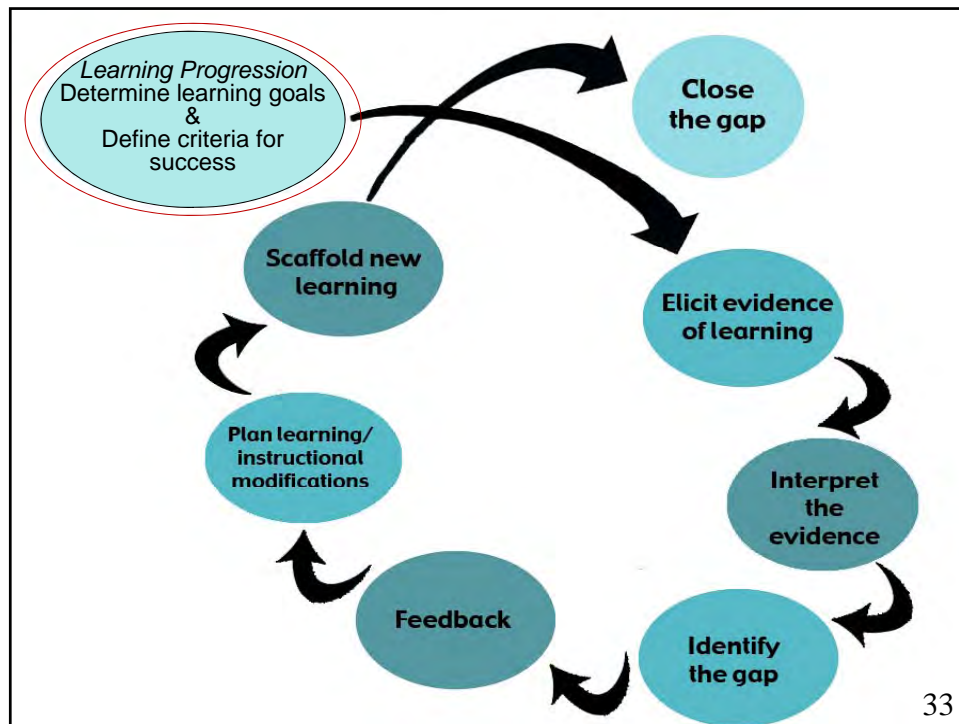 Learning Progression
Determine learning goals
&
Define criteria for
success
Close
the gap
Scaffold new
learning
Elicit evidence
of learning
Plan learning/
instructional
modifications
Interpret
the
evidence
Feedback
Identify
the gap
33